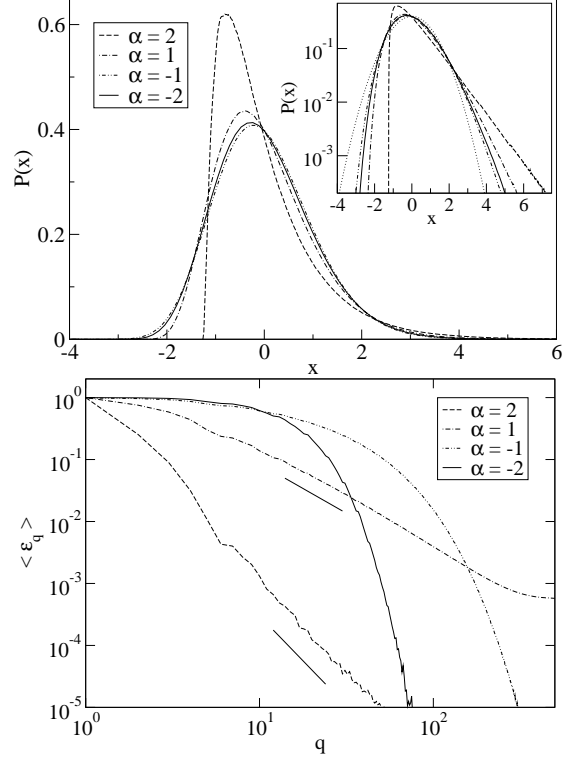 α = 2
α = 1
α = -1
α = -2
P(x)
0.6
0.4
0.2
0
-4 -2 0 2 4 6
x
P(x)
10^-1
10^-2
10^-3
-4 -2 0 2 4 6
x
α = 2
α = 1
α = -1
α = -2
< ε_q >
10^0
10^-1
10^-2
10^-3
10^-4
10^-5
10^0 10^1 10^2
q